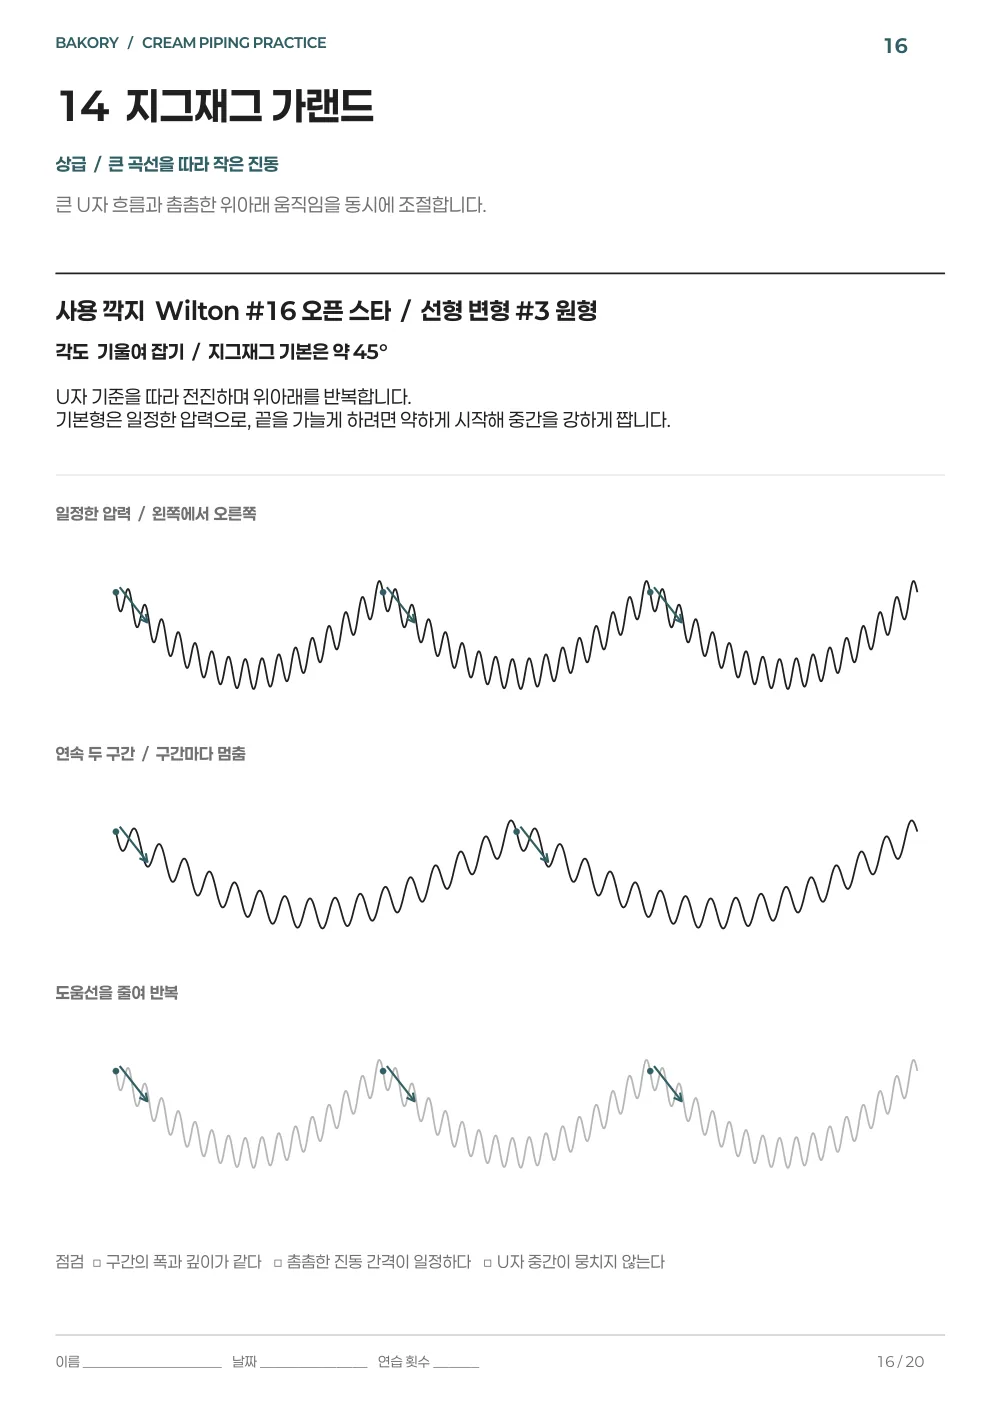 BAKORY / CREAM PIPING PRACTICE
16
14 지그재그 가랜드
상급 / 큰 곡선을 따라 작은 진동
큰 U자 흐름과 촘촘한 위아래 움직임을 동시에 조절합니다.
사용 깍지 Wilton #16 오픈 스타 / 선형 변형 #3 원형
각도 기울여 잡기 / 지그재그 기본은 약 45°
U자 기준을 따라 전진하며 위아래를 반복합니다.
기본형은 일정한 압력으로, 끝을 가늘게 하려면 약하게 시작해 중간을 강하게 짭니다.
일정한 압력 / 왼쪽에서 오른쪽
연속 두 구간 / 구간마다 멈춤
도움선을 줄여 반복
점검 □ 구간의 폭과 깊이가 같다 □ 촘촘한 진동 간격이 일정하다 □ U자 중간이 뭉치지 않는다
이름 __________________ 날짜 ______________ 연습 횟수 ______
16 / 20